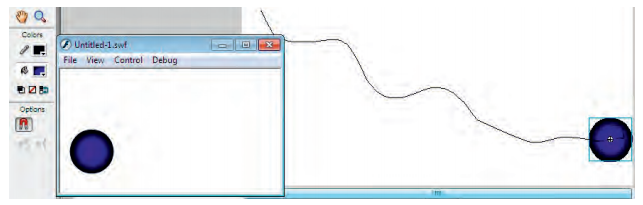 Colors
Untitled-1.swf
File View Control Debug
Options